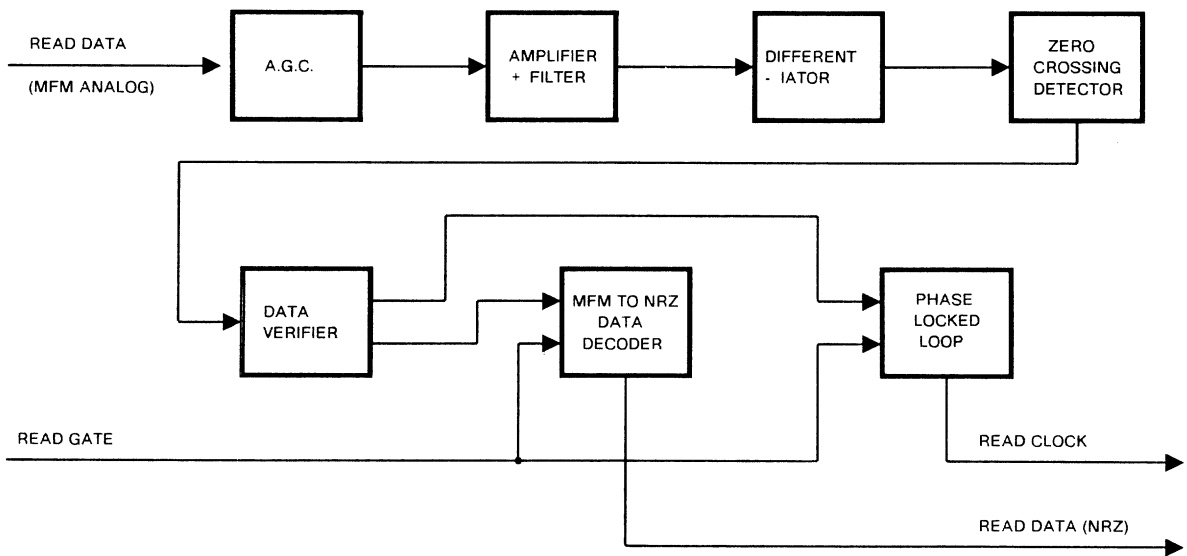 READ DATA
(MFM ANALOG)
A.G.C.
AMPLIFIER
+ FILTER
DIFFERENT
- IATOR
ZERO
CROSSING
DETECTOR
DATA
VERIFIER
MFM TO NRZ
DATA
DECODER
PHASE
LOCKED
LOOP
READ GATE
READ CLOCK
READ DATA (NRZ)